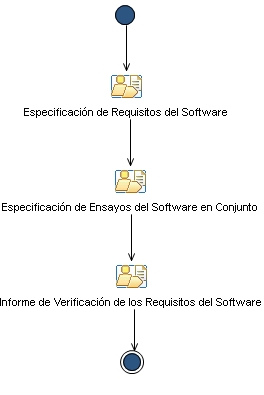 Especificación de Requisitos del Software
Especificación de Ensayos del Software en Conjunto
Informe de Verificación de los Requisitos del Software